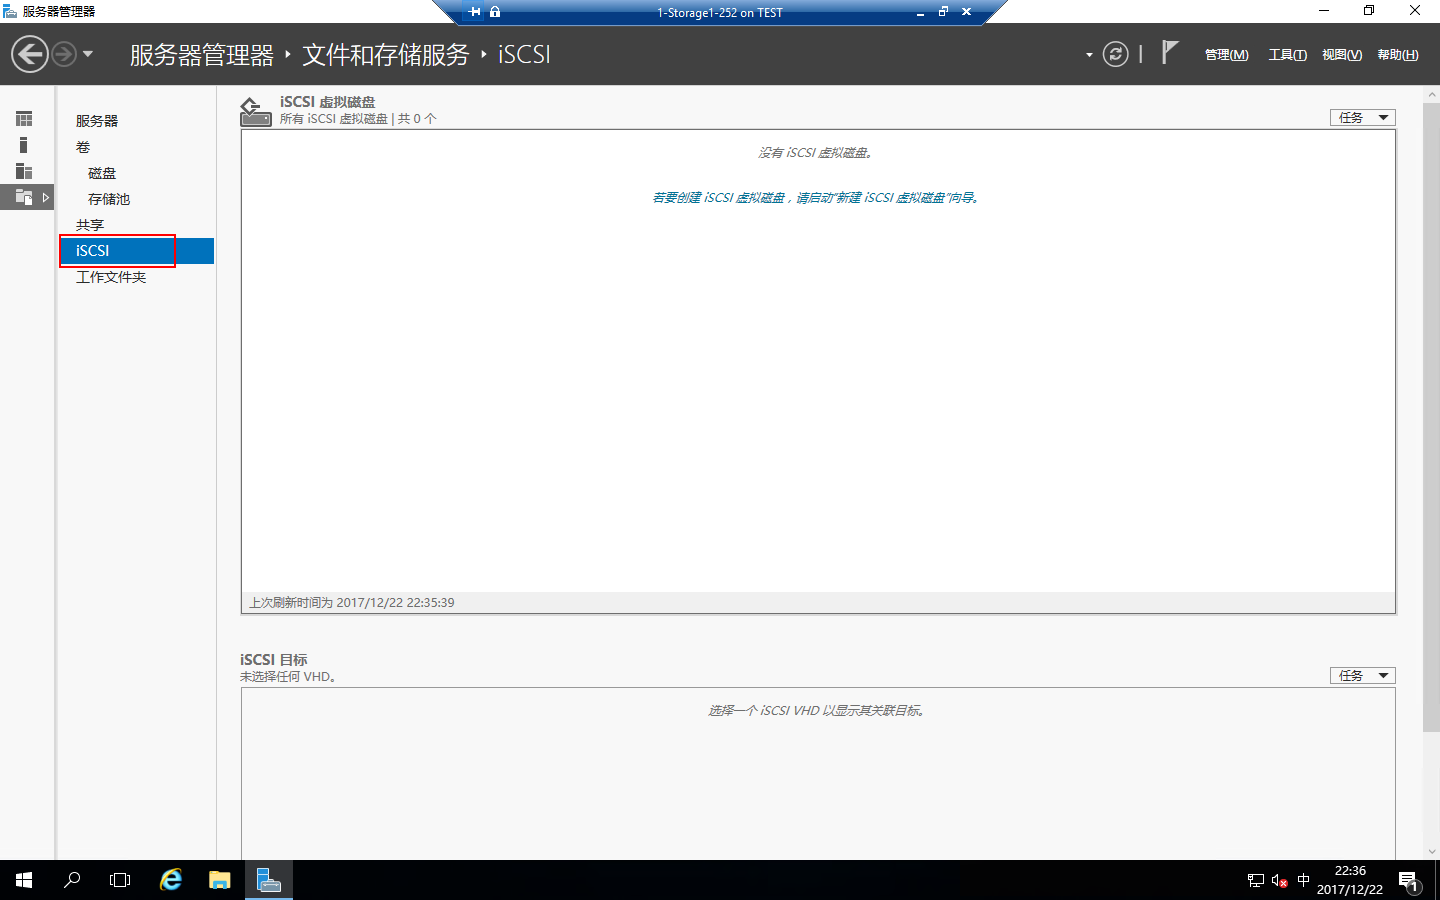 服务器管理器
1-Storage1-252 on TEST
服务器管理器 ‣ 文件和存储服务 ‣ iSCSI
管理(M) 工具(T) 视图(V) 帮助(H)
服务器
卷
磁盘
存储池
共享
iSCSI
工作文件夹
iSCSI 虚拟磁盘
所有 iSCSI 虚拟磁盘 | 共 0 个
任务
没有 iSCSI 虚拟磁盘。
若要创建 iSCSI 虚拟磁盘，请启动"新建 iSCSI 虚拟磁盘"向导。
上次刷新时间为 2017/12/22 22:35:39
iSCSI 目标
未选择任何 VHD。
任务
选择一个 iSCSI VHD 以显示其关联目标。
中
22:36
2017/12/22
1